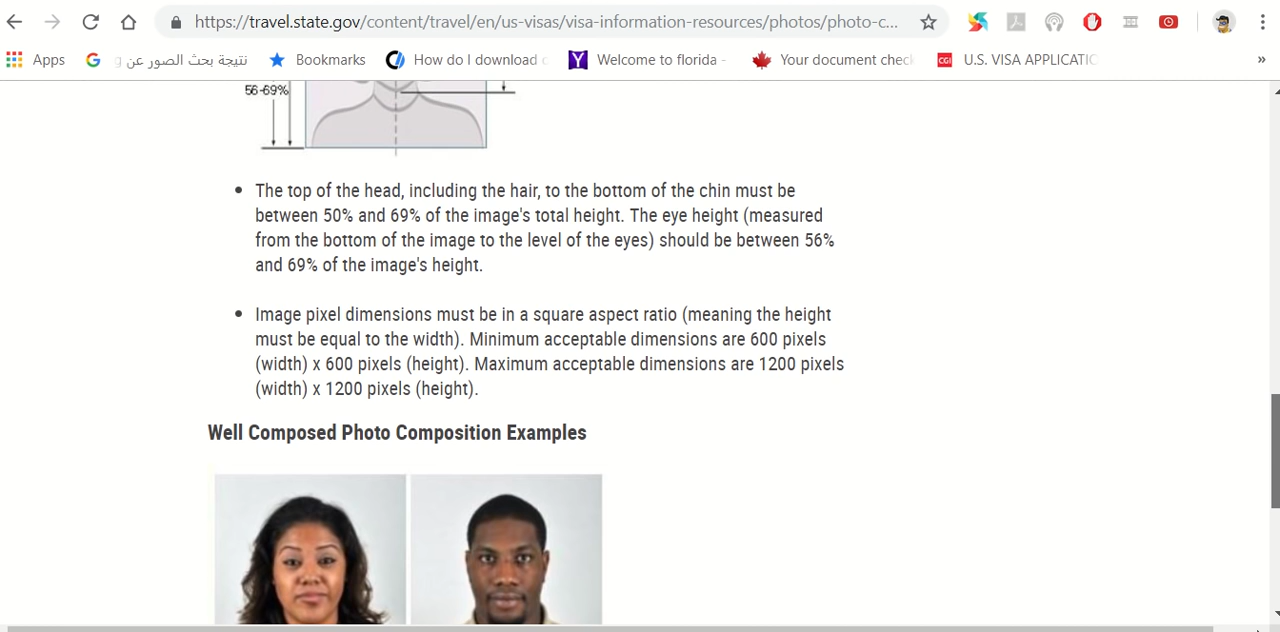 https://travel.state.gov/content/travel/en/us-visas/visa-information-resources/photos/photo-c...
Apps
نتيجة بحث الصور عن g
Bookmarks
How do I download c
Welcome to florida -
Your document check
CGI
U.S. VISA APPLICATIC
»
56-69%
The top of the head, including the hair, to the bottom of the chin must be
between 50% and 69% of the image's total height. The eye height (measured
from the bottom of the image to the level of the eyes) should be between 56%
and 69% of the image's height.
Image pixel dimensions must be in a square aspect ratio (meaning the height
must be equal to the width). Minimum acceptable dimensions are 600 pixels
(width) x 600 pixels (height). Maximum acceptable dimensions are 1200 pixels
(width) x 1200 pixels (height).
Well Composed Photo Composition Examples